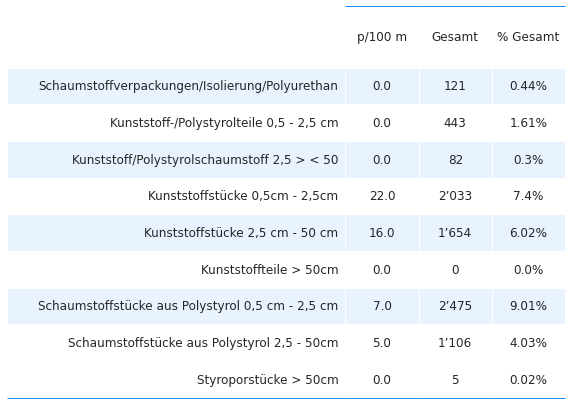 p/100 m Gesamt % Gesamt
Schaumstoffverpackungen/Isolierung/Polyurethan 0.0 121 0.44%
Kunststoff-/Polystyrolteile 0,5 - 2,5 cm 0.0 443 1.61%
Kunststoff/Polystyrolschaumstoff 2,5 > < 50 0.0 82 0.3%
Kunststoffstücke 0,5cm - 2,5cm 22.0 2’033 7.4%
Kunststoffstücke 2,5 cm - 50 cm 16.0 1’654 6.02%
Kunststoffteile > 50cm 0.0 0 0.0%
Schaumstoffstücke aus Polystyrol 0,5 cm - 2,5 cm 7.0 2’475 9.01%
Schaumstoffstücke aus Polystyrol 2,5 - 50cm 5.0 1’106 4.03%
Styroporstücke > 50cm 0.0 5 0.02%